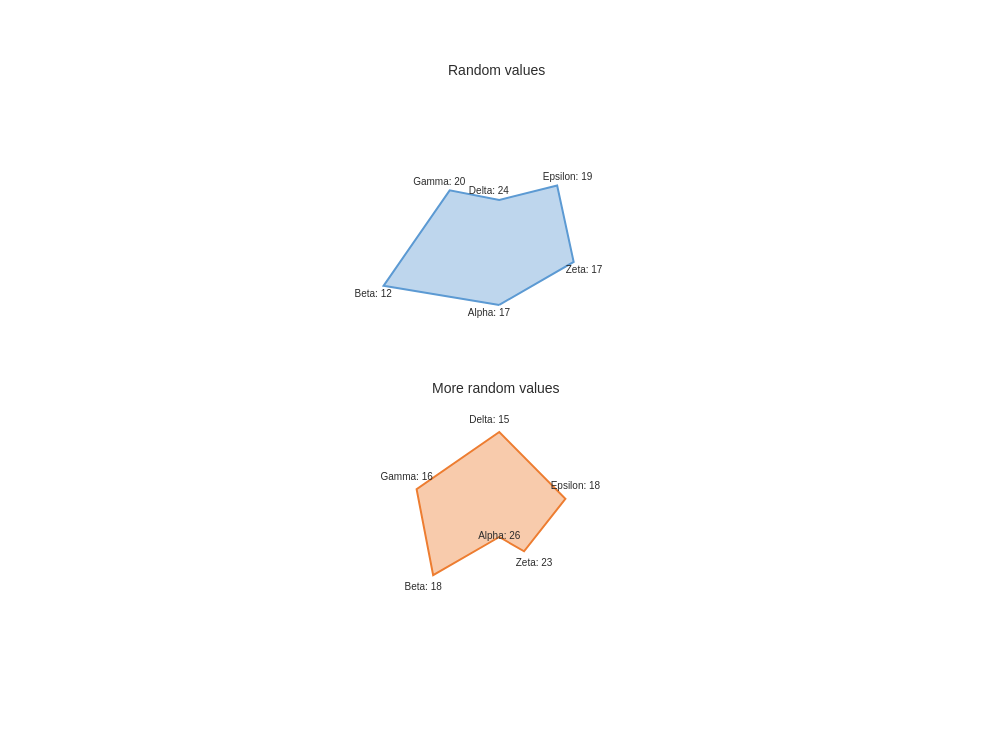 Random values
Epsilon: 19
Gamma: 20
Delta: 24
Zeta: 17
Beta: 12
Alpha: 17
More random values
Delta: 15
Gamma: 16
Epsilon: 18
Alpha: 26
Zeta: 23
Beta: 18